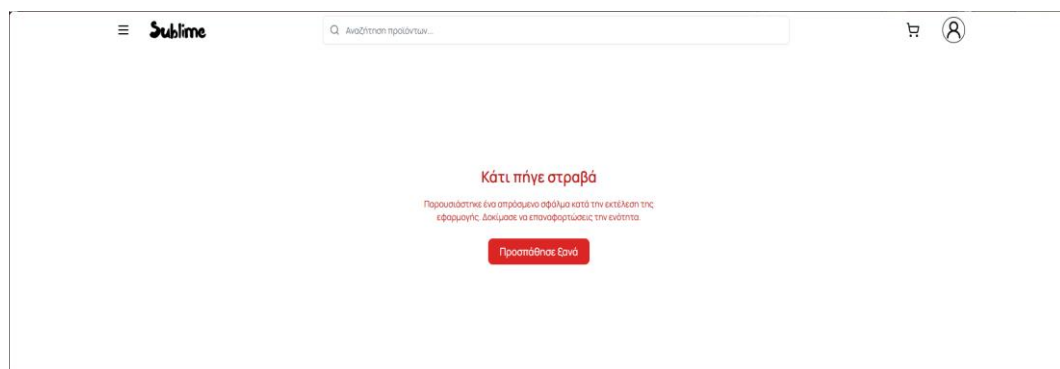 Sublime
Αναζήτηση προϊόντων...
Κάτι πήγε στραβά
Παρουσιάστηκε ένα απρόσμενο σφάλμα κατά την εκτέλεση της
εφαρμογής. Δοκίμασε να επαναφορτώσεις την ενότητα.
Προσπάθησε ξανά